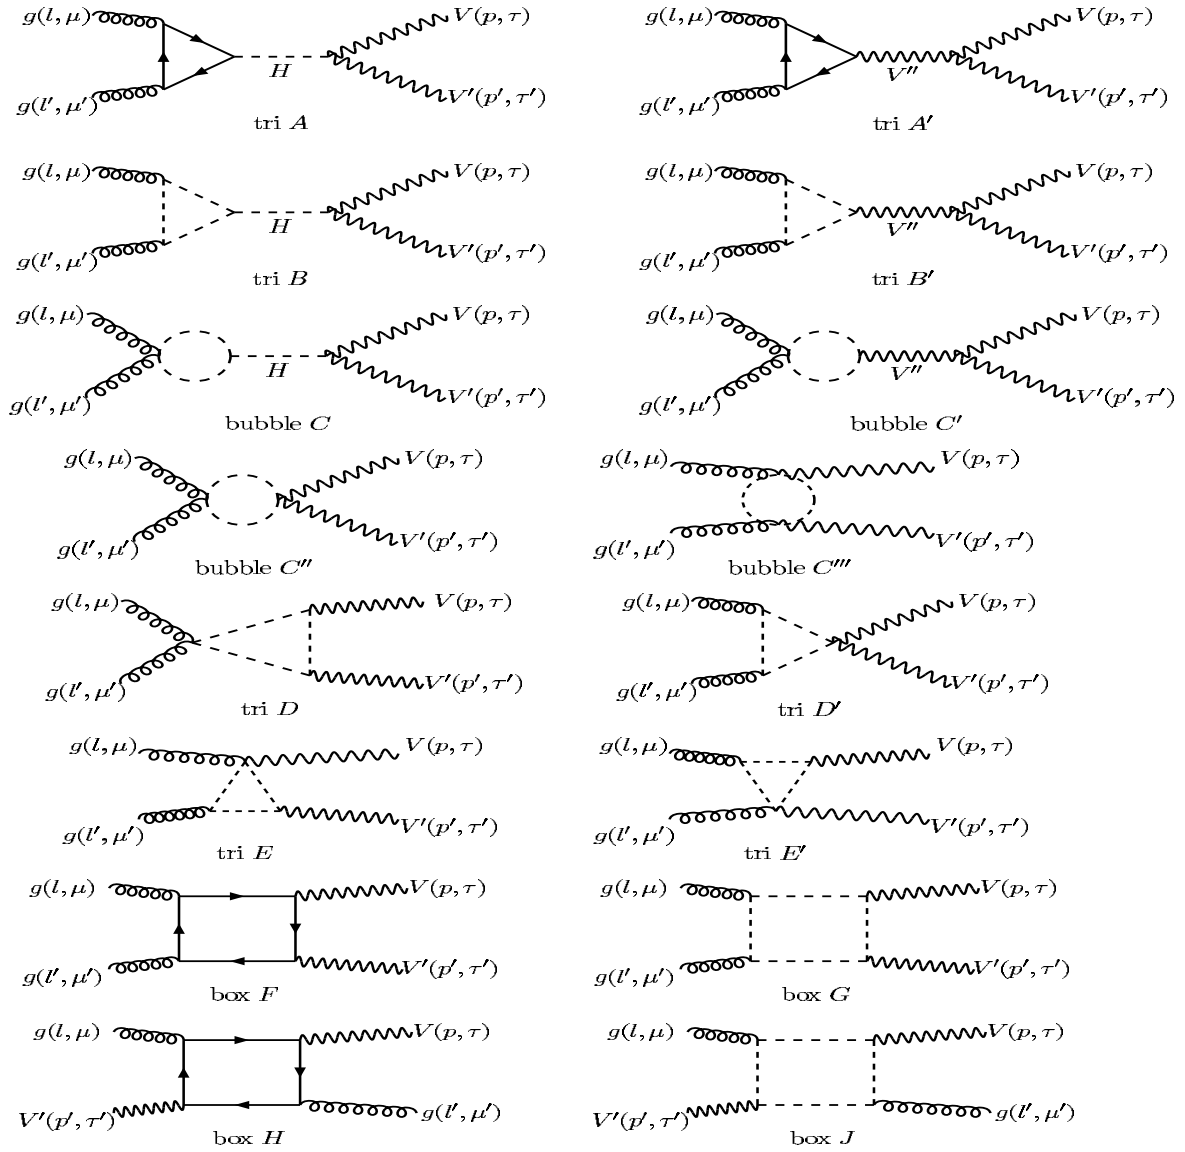 g(l, μ) V(p, τ) g(l, μ) V(p, τ)
H V′′
g(l′, μ′) V′(p′, τ′) g(l′, μ′) V′(p′, τ′)
tri A tri A′
g(l, μ) V(p, τ) g(l, μ) V(p, τ)
H V′′
g(l′, μ′) V′(p′, τ′) g(l′, μ′) V′(p′, τ′)
tri B tri B′
g(l, μ) V(p, τ) g(l, μ) V(p, τ)
H V′′
g(l′, μ′) V′(p′, τ′) g(l′, μ′) V′(p′, τ′)
bubble C bubble C′
g(l, μ) V(p, τ) g(l, μ) V(p, τ)
g(l′, μ′) V′(p′, τ′) g(l′, μ′) V′(p′, τ′)
bubble C′′ bubble C′′′
g(l, μ) V(p, τ) g(l, μ) V(p, τ)
g(l′, μ′) V′(p′, τ′) g(l′, μ′) V′(p′, τ′)
tri D tri D′
g(l, μ) V(p, τ) g(l, μ) V(p, τ)
g(l′, μ′) V′(p′, τ′) g(l′, μ′) V′(p′, τ′)
tri E tri E′
g(l, μ) V(p, τ) g(l, μ) V(p, τ)
g(l′, μ′) V′(p′, τ′) g(l′, μ′) V′(p′, τ′)
box F box G
g(l, μ) V(p, τ) g(l, μ) V(p, τ)
V′(p′, τ′) g(l′, μ′) V′(p′, τ′) g(l′, μ′)
box H box J